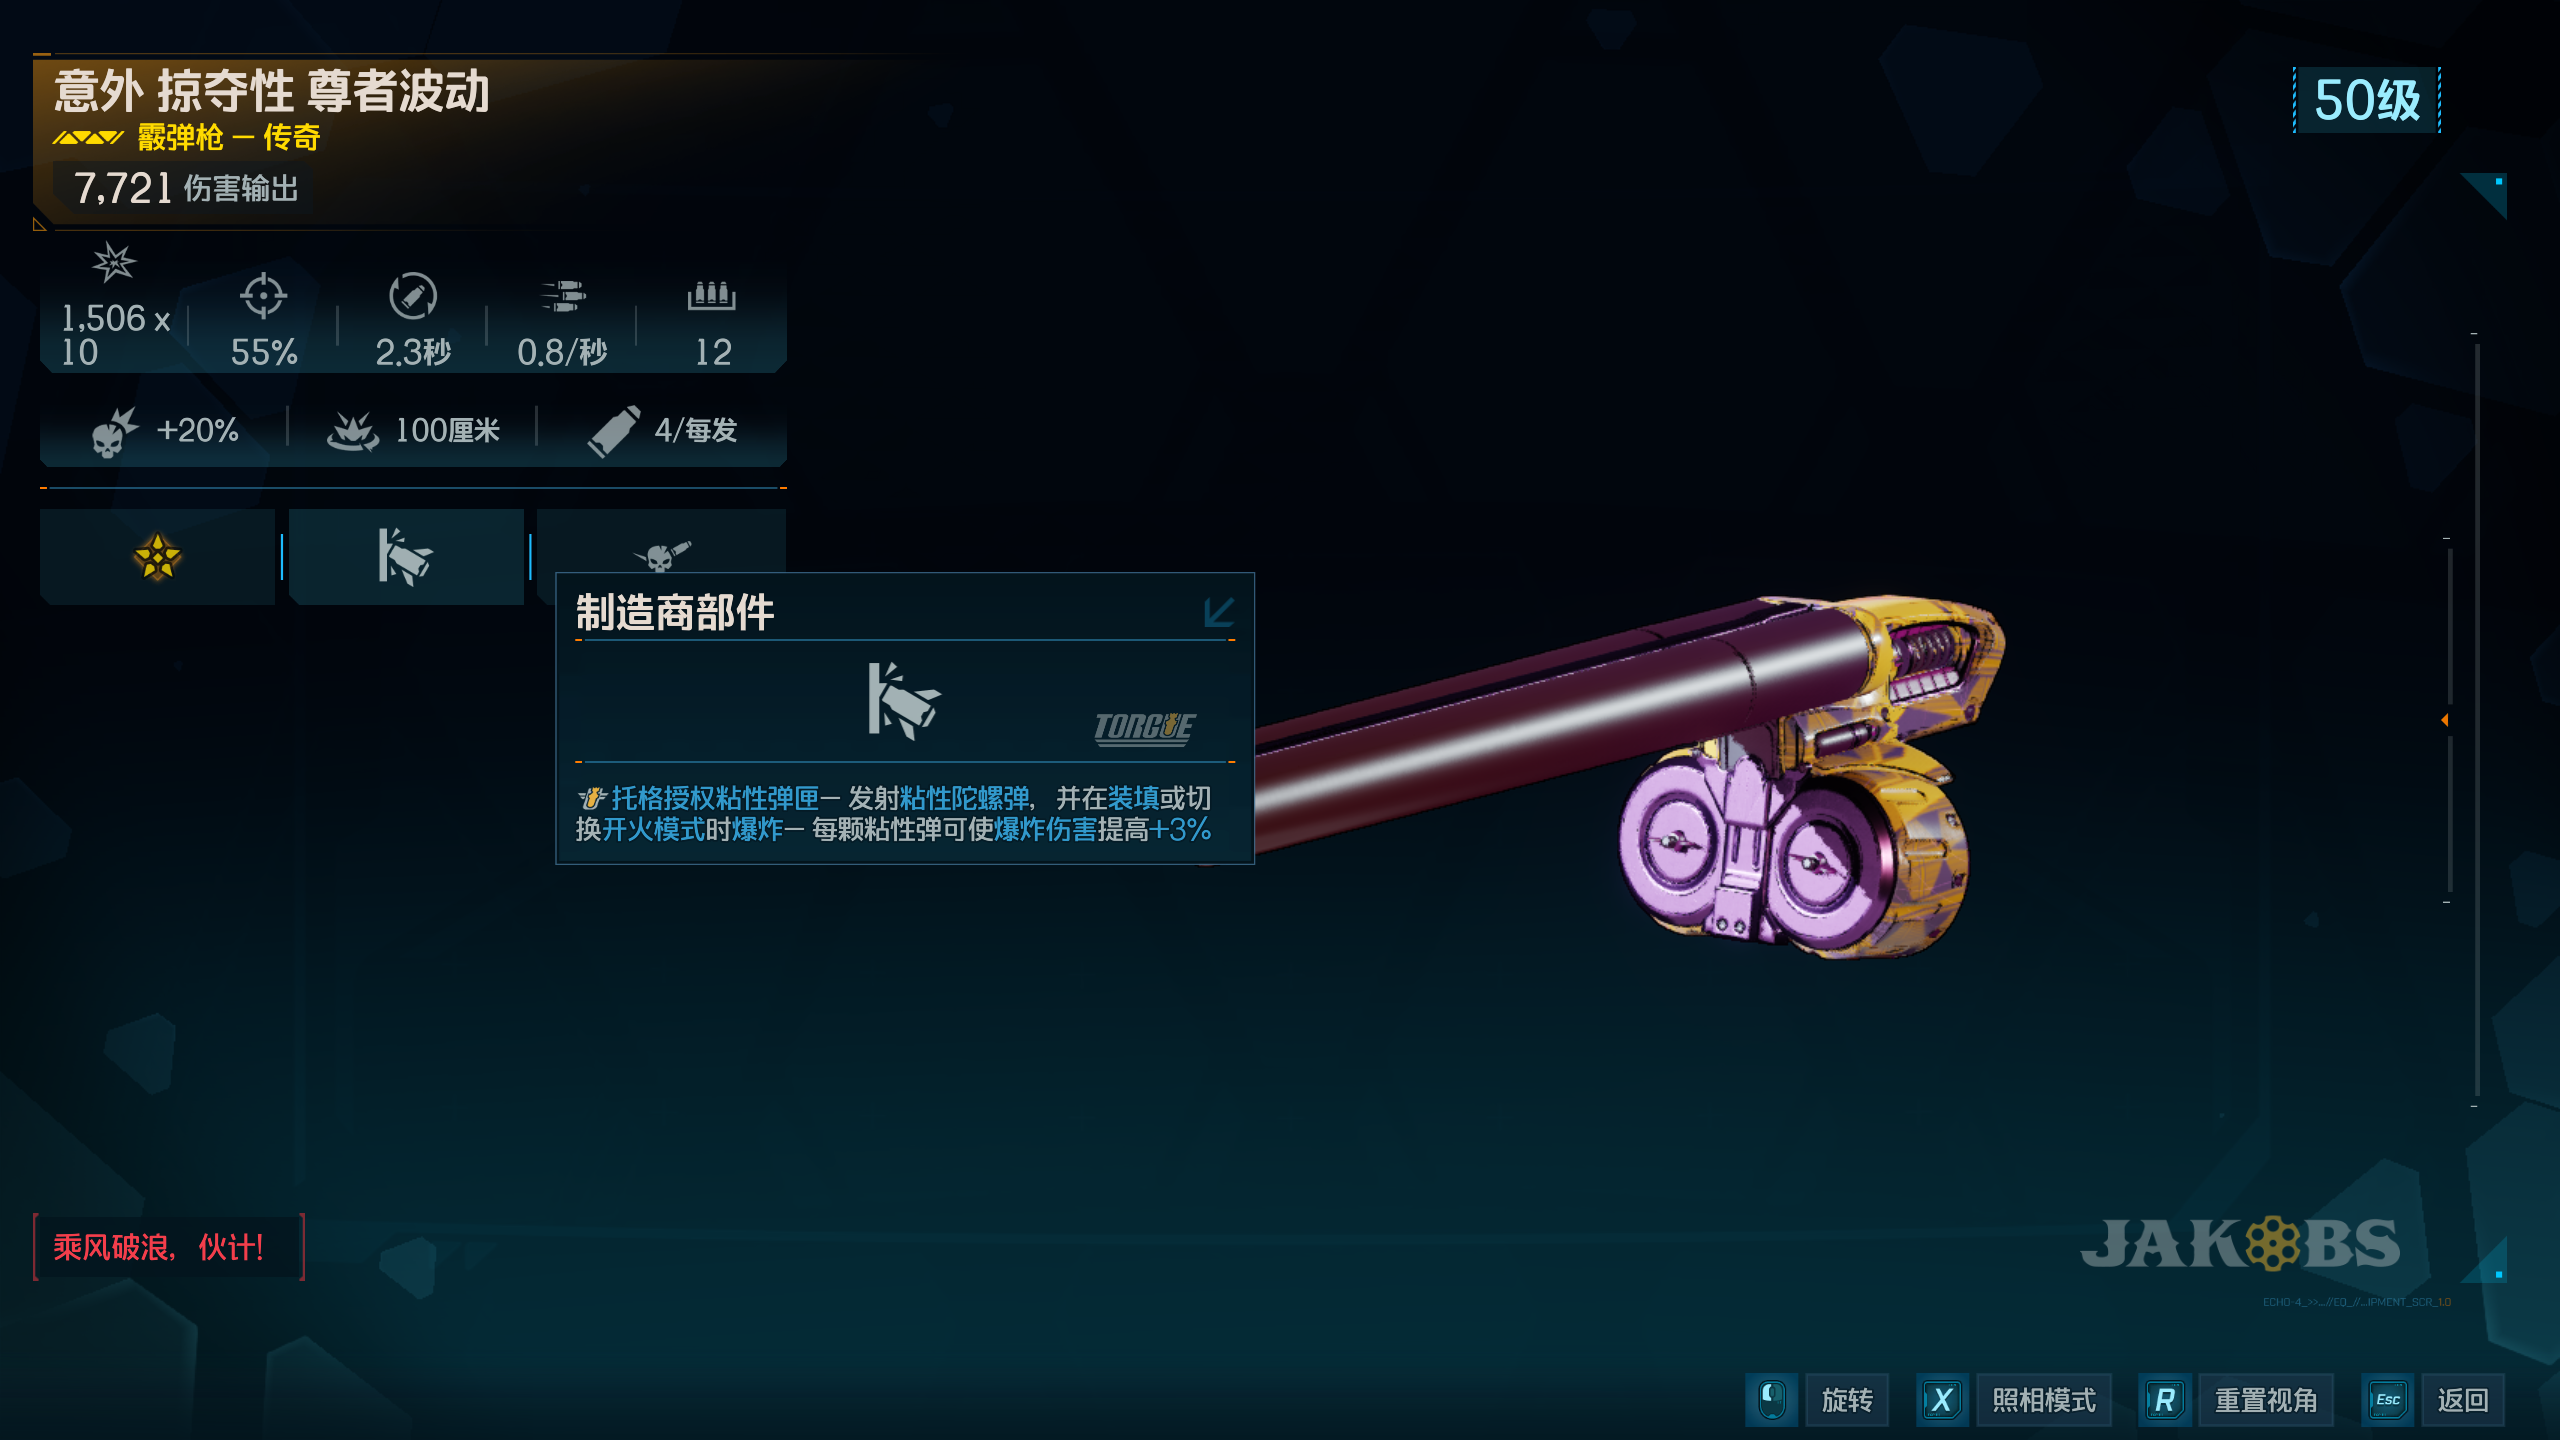 意外 掠夺性 尊者波动
霰弹枪 – 传奇
7,721 伤害输出
50级
1,506 x
10
55%
2.3秒
0.8/秒
12
+20%
100厘米
4/每发
制造商部件
TORGUE
托格授权粘性弹匣– 发射粘性陀螺弹，并在装填或切
换开火模式时爆炸– 每颗粘性弹可使爆炸伤害提高+3%
乘风破浪，伙计!
JAKOBS
ECHO-4_>>...//EQ_//...IPMENT_SCR_1.0
旋转
X 照相模式
R 重置视角
Esc 返回